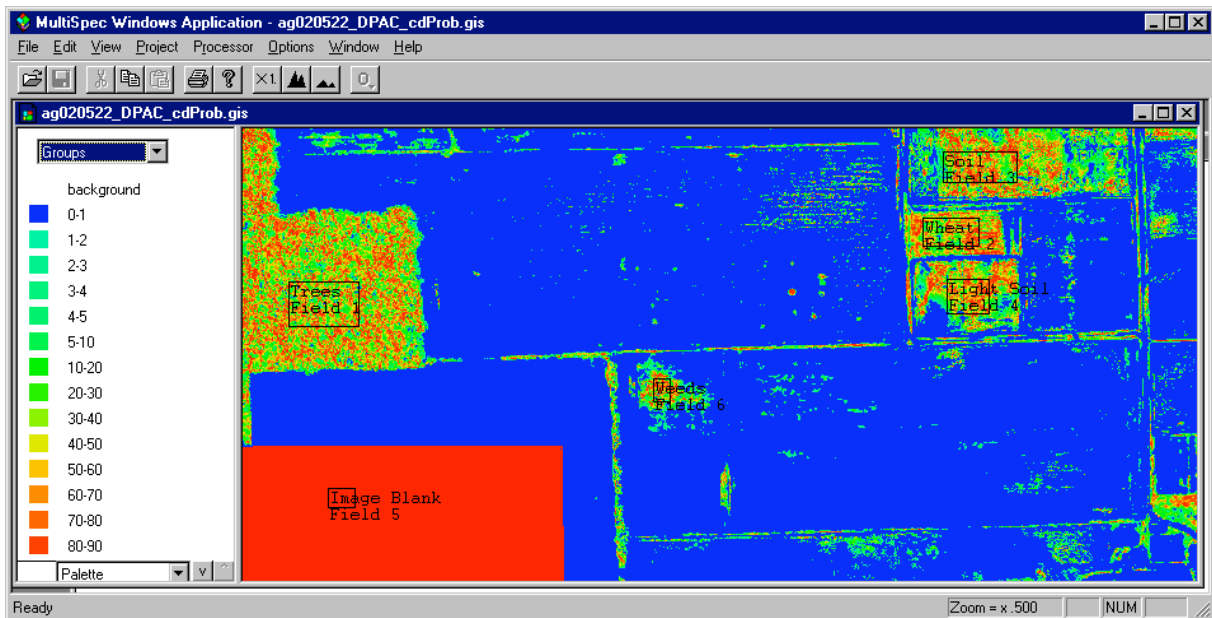 MultiSpec Windows Application - ag020522_DPAC_cdProb.gis
File Edit View Project Processor Options Window Help
×1.
0,
ag020522_DPAC_cdProb.gis
Groups
background
0-1
1-2
2-3
3-4
4-5
5-10
10-20
20-30
30-40
40-50
50-60
60-70
70-80
80-90
Palette
v
^
Soil
Field 3
Wheat
Field 2
Trees
Field 1
Light Soil
Field 4
Weeds
Field 6
Image Blank
Field 5
Ready
Zoom = x .500
NUM